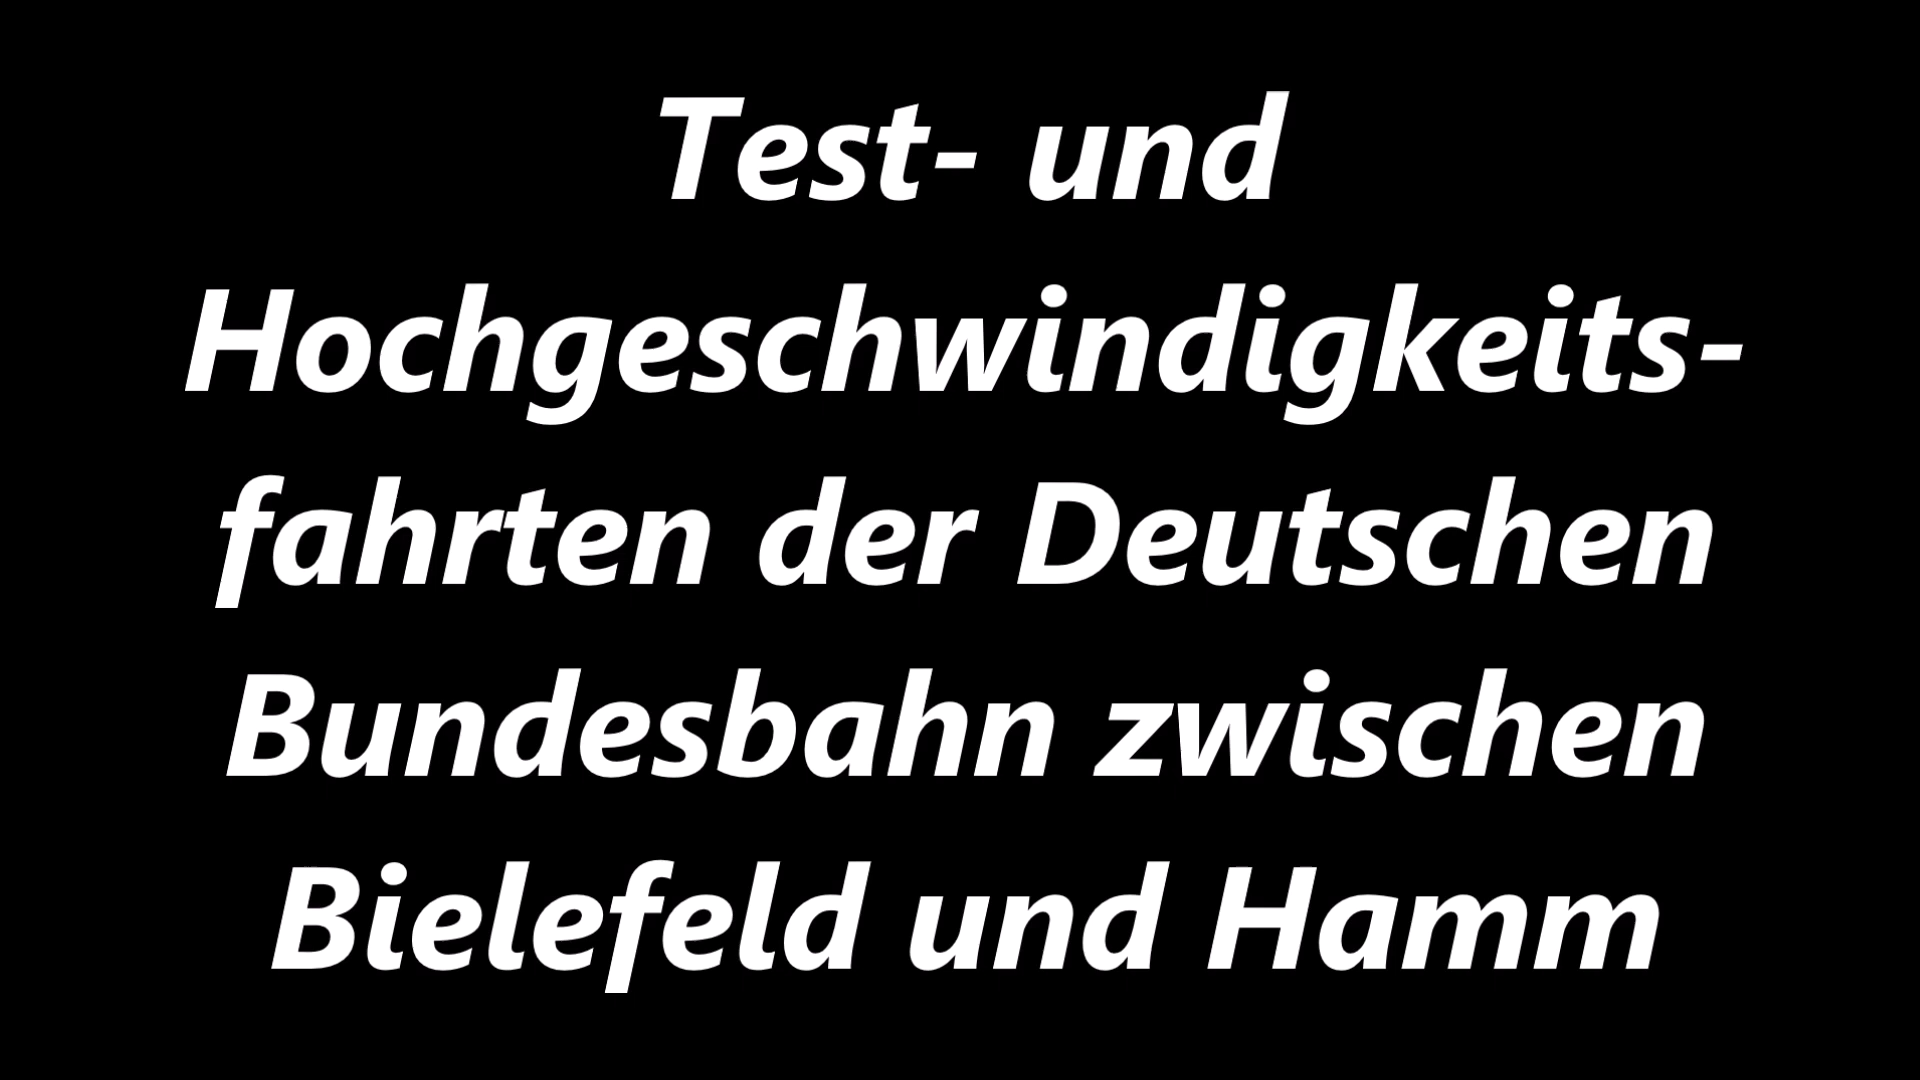 Test- und
Hochgeschwindigkeits-
fahrten der Deutschen
Bundesbahn zwischen
Bielefeld und Hamm